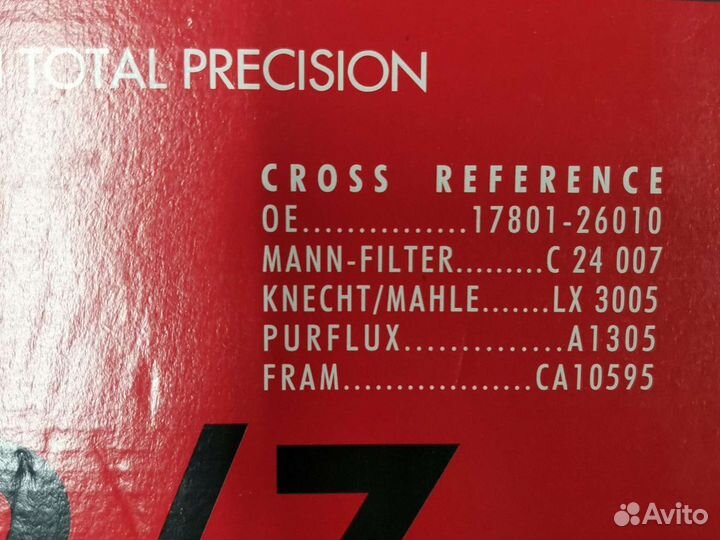 TOTAL PRECISION
CROSS REFERENCE
OE...............17801-26010
MANN-FILTER.........C 24 007
KNECHT/MAHLE.......LX 3005
PURFLUX...............A1305
FRAM..................CA10595
Avito